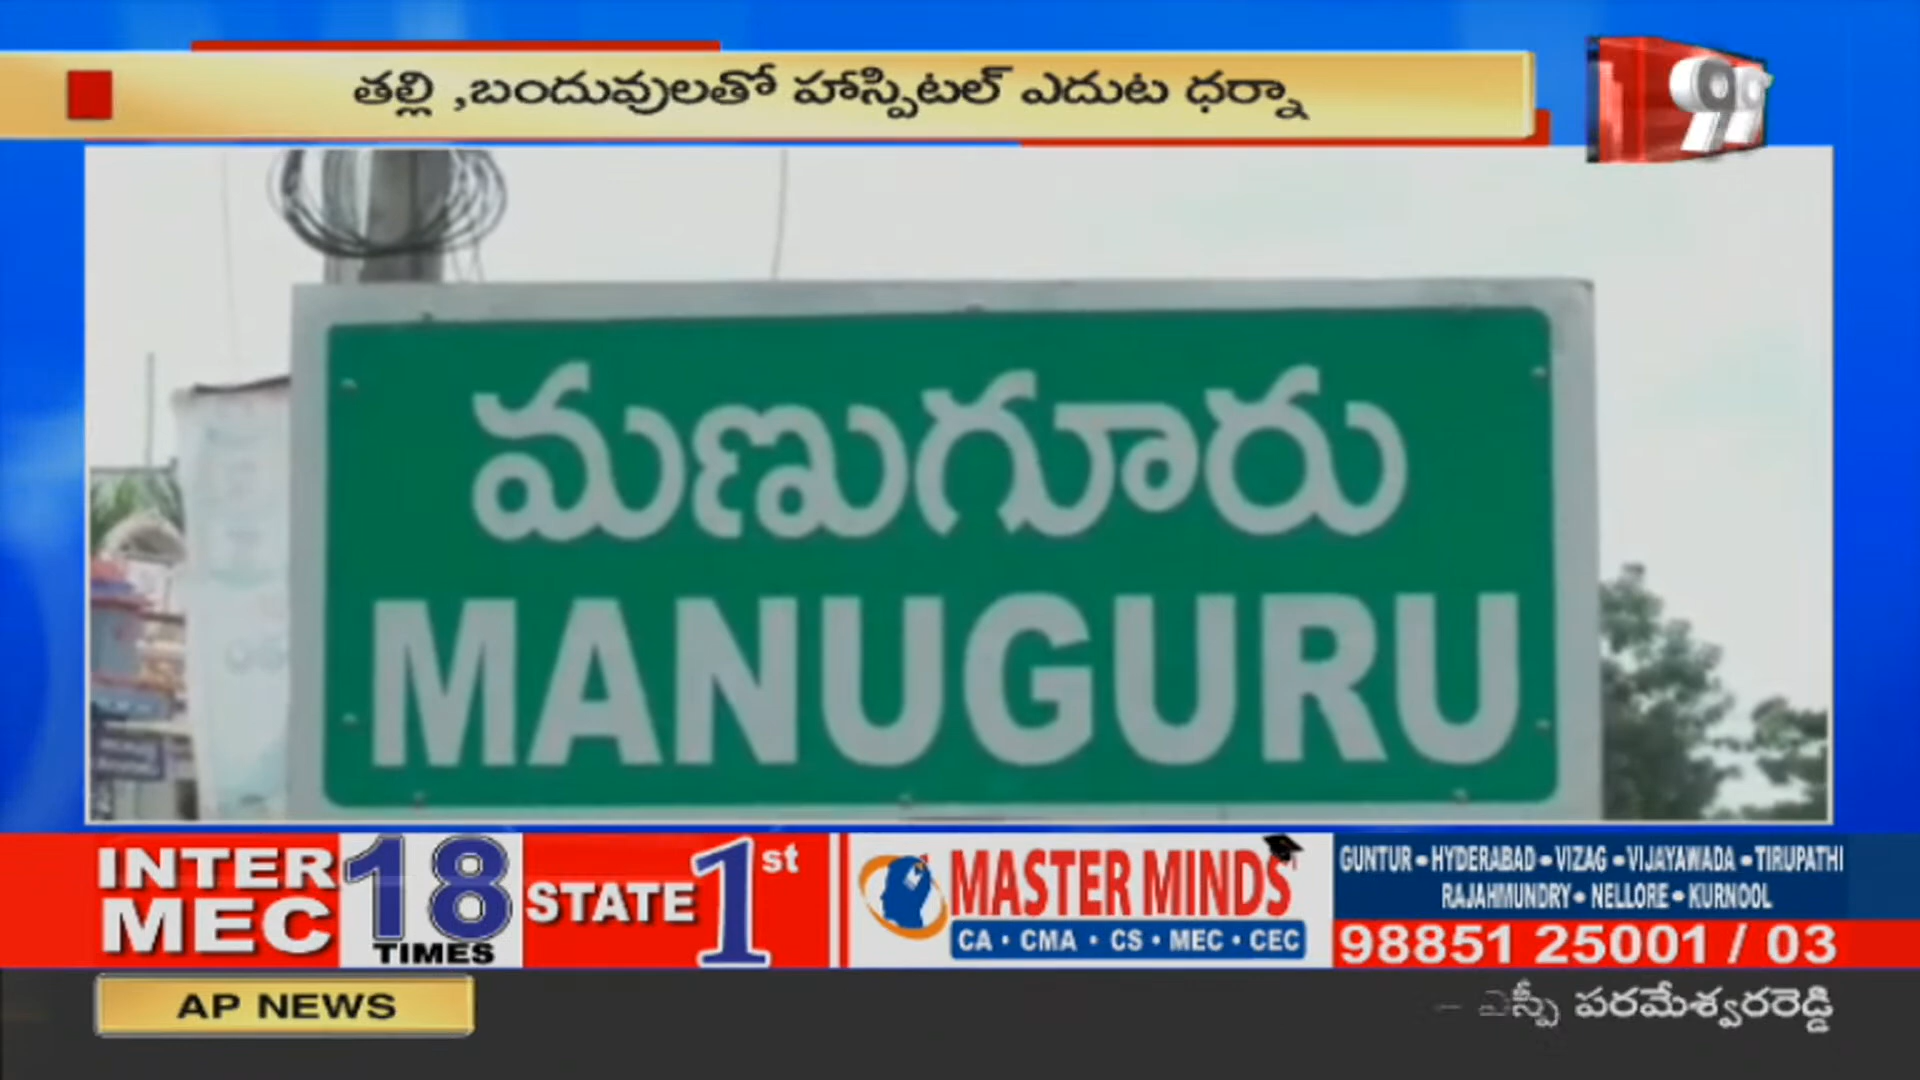 తల్లి ,బందువులతో హాస్పిటల్ ఎదుట ధర్నా
99
మణుగూరు
MANUGURU
INTER MEC 18 TIMES STATE 1st
MASTER MINDS
CA • CMA • CS • MEC • CEC
GUNTUR • HYDERABAD • VIZAG • VIJAYAWADA • TIRUPATHI
RAJAHMUNDRY • NELLORE • KURNOOL
98851 25001 / 03
AP NEWS
– ఎస్పీ పరమేశ్వరరెడ్డి